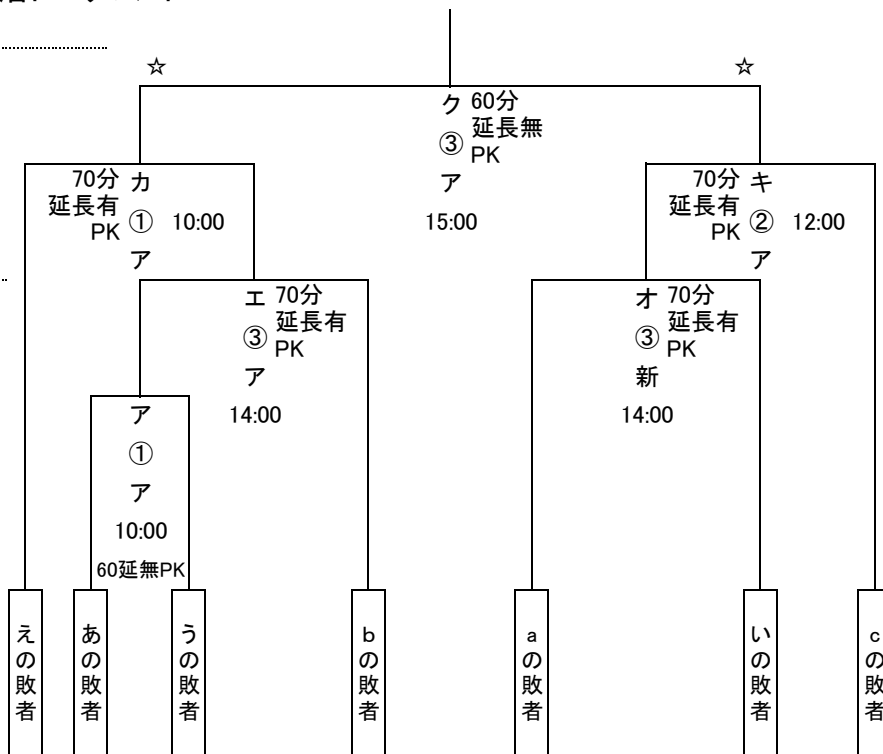 ☆
☆
ク
③
ア
60分
延長無
PK
15:00
70分
延長有
PK
カ
①
ア
10:00
70分
延長有
PK
キ
②
ア
12:00
エ
③
ア
70分
延長有
PK
14:00
オ
③
新
70分
延長有
PK
14:00
ア
①
ア
10:00
60延無PK
えの敗者
あの敗者
うの敗者
bの敗者
aの敗者
いの敗者
cの敗者